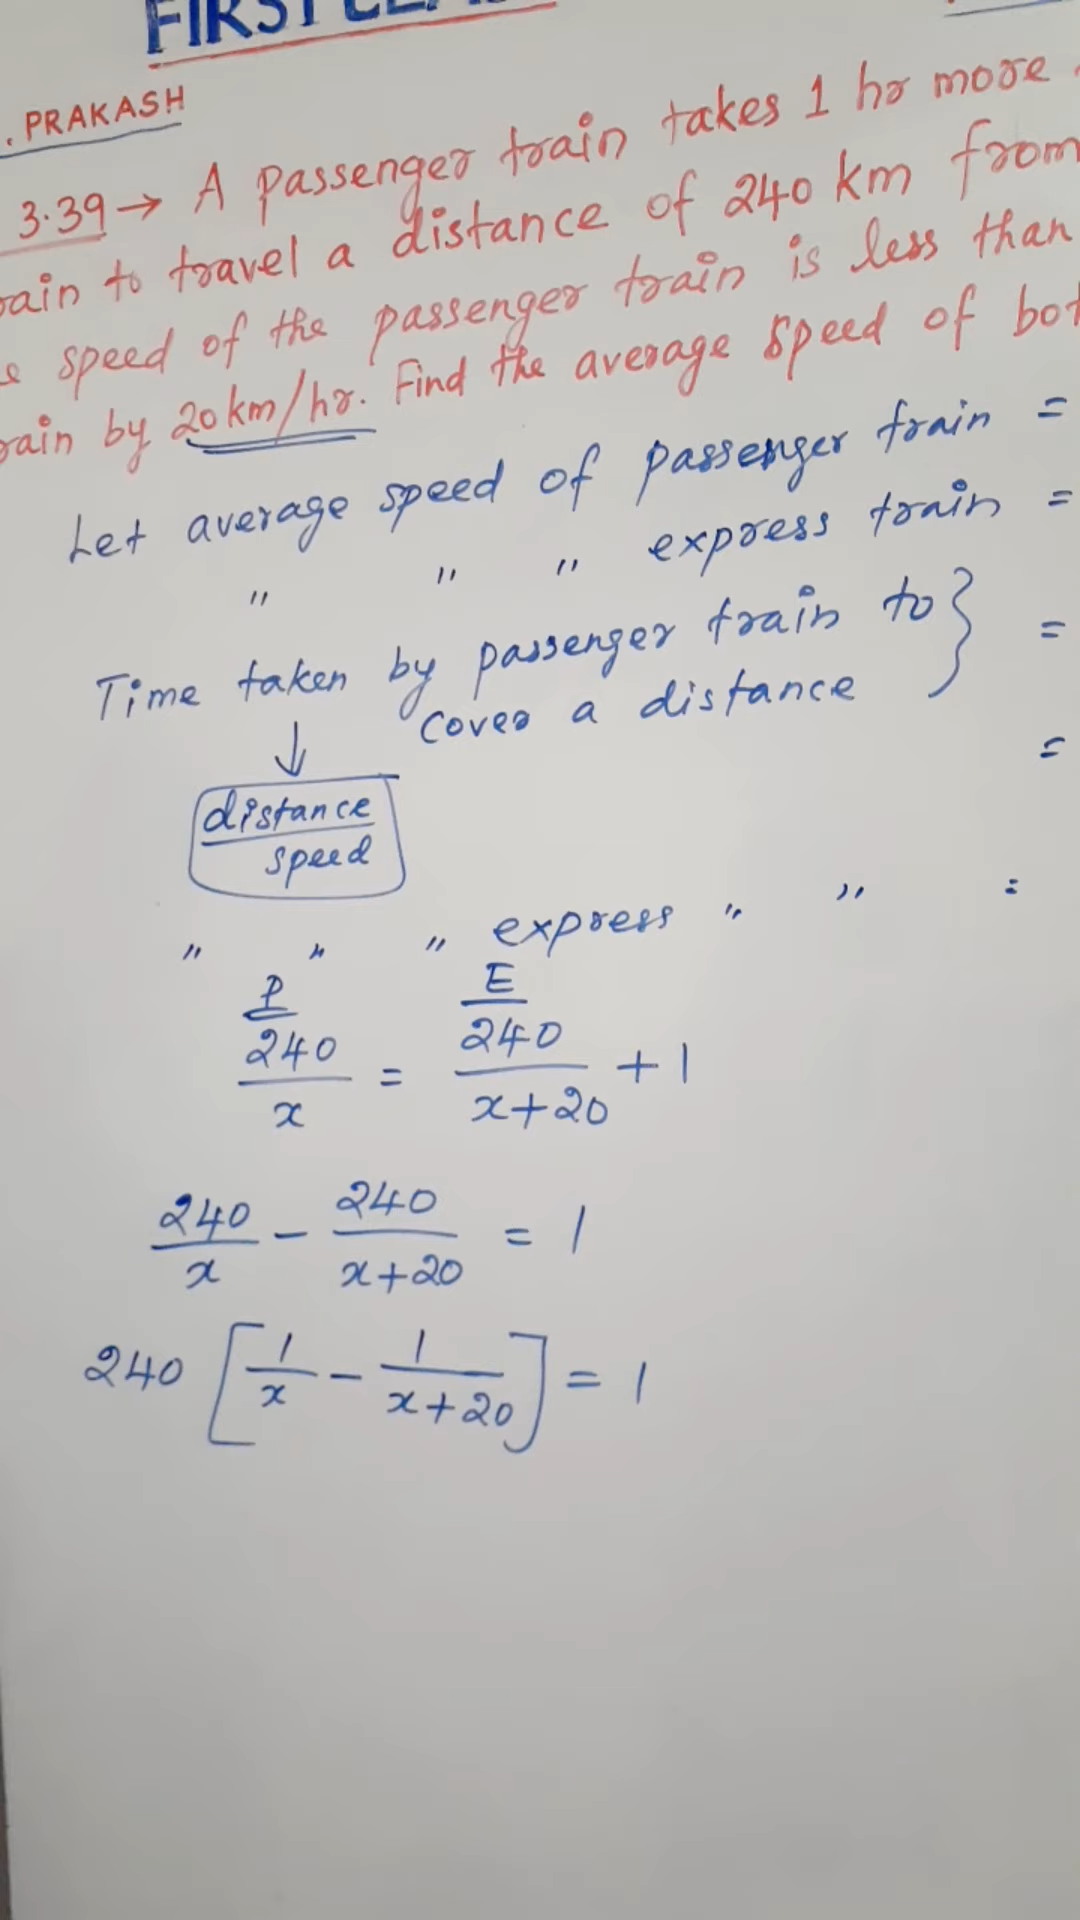 FIRST
. PRAKASH
3.39 → A passenger train takes 1 hr more
to travel a distance of 240 km from
speed of the passenger train is less than
by 20 km/hr. Find the average speed of
Let average speed of passenger train =
" " " express train =
Time taken by passenger train to } =
cover a distance
=
distance
speed
" " " express " " =
P E
240/x = 240/x+20 + 1
240/x - 240/x+20 = 1
240 [1/x - 1/x+20] = 1